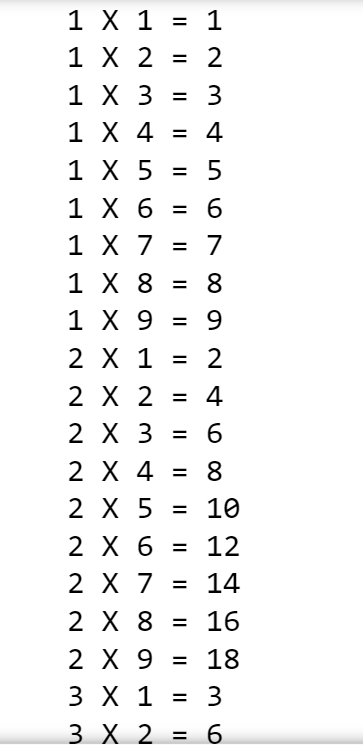 1 X 1 = 1
1 X 2 = 2
1 X 3 = 3
1 X 4 = 4
1 X 5 = 5
1 X 6 = 6
1 X 7 = 7
1 X 8 = 8
1 X 9 = 9
2 X 1 = 2
2 X 2 = 4
2 X 3 = 6
2 X 4 = 8
2 X 5 = 10
2 X 6 = 12
2 X 7 = 14
2 X 8 = 16
2 X 9 = 18
3 X 1 = 3
3 X 2 = 6